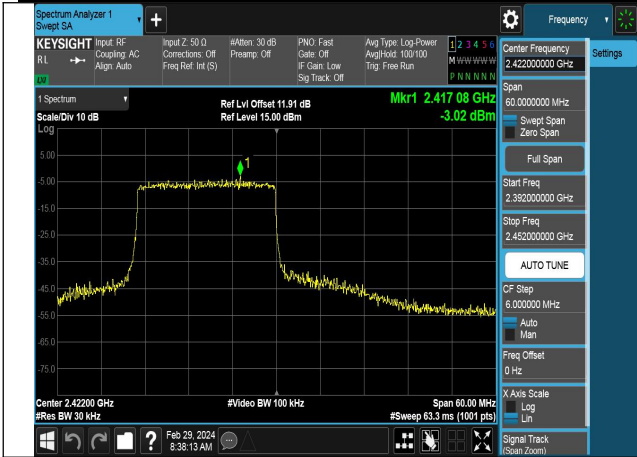 Spectrum Analyzer 1
Swept SA
+
Frequency
KEYSIGHT
RL
Input: RF
Coupling: AC
Align: Auto
Input Z: 50 Ω
Corrections: Off
Freq Ref: Int (S)
#Atten: 30 dB
Preamp: Off
PNO: Fast
Gate: Off
IF Gain: Low
Sig Track: Off
Avg Type: Log-Power
Avg|Hold: 100/100
Trig: Free Run
1 2 3 4 5 6
M W W W W W
P N N N N N
1 Spectrum
Scale/Div 10 dB
Log
Ref Lvl Offset 11.91 dB
Ref Level 15.00 dBm
Mkr1 2.417 08 GHz
-3.02 dBm
1
5.00
-5.00
-15.0
-25.0
-35.0
-45.0
-55.0
-65.0
-75.0
Center 2.42200 GHz
#Res BW 30 kHz
#Video BW 100 kHz
Span 60.00 MHz
#Sweep 63.3 ms (1001 pts)
Center Frequency
2.422000000 GHz
Settings
Span
60.0000000 MHz
Swept Span
Zero Span
Full Span
Start Freq
2.392000000 GHz
Stop Freq
2.452000000 GHz
AUTO TUNE
CF Step
6.000000 MHz
Auto
Man
Freq Offset
0 Hz
X Axis Scale
Log
Lin
Signal Track
(Span Zoom)
?
Feb 29, 2024
8:38:13 AM